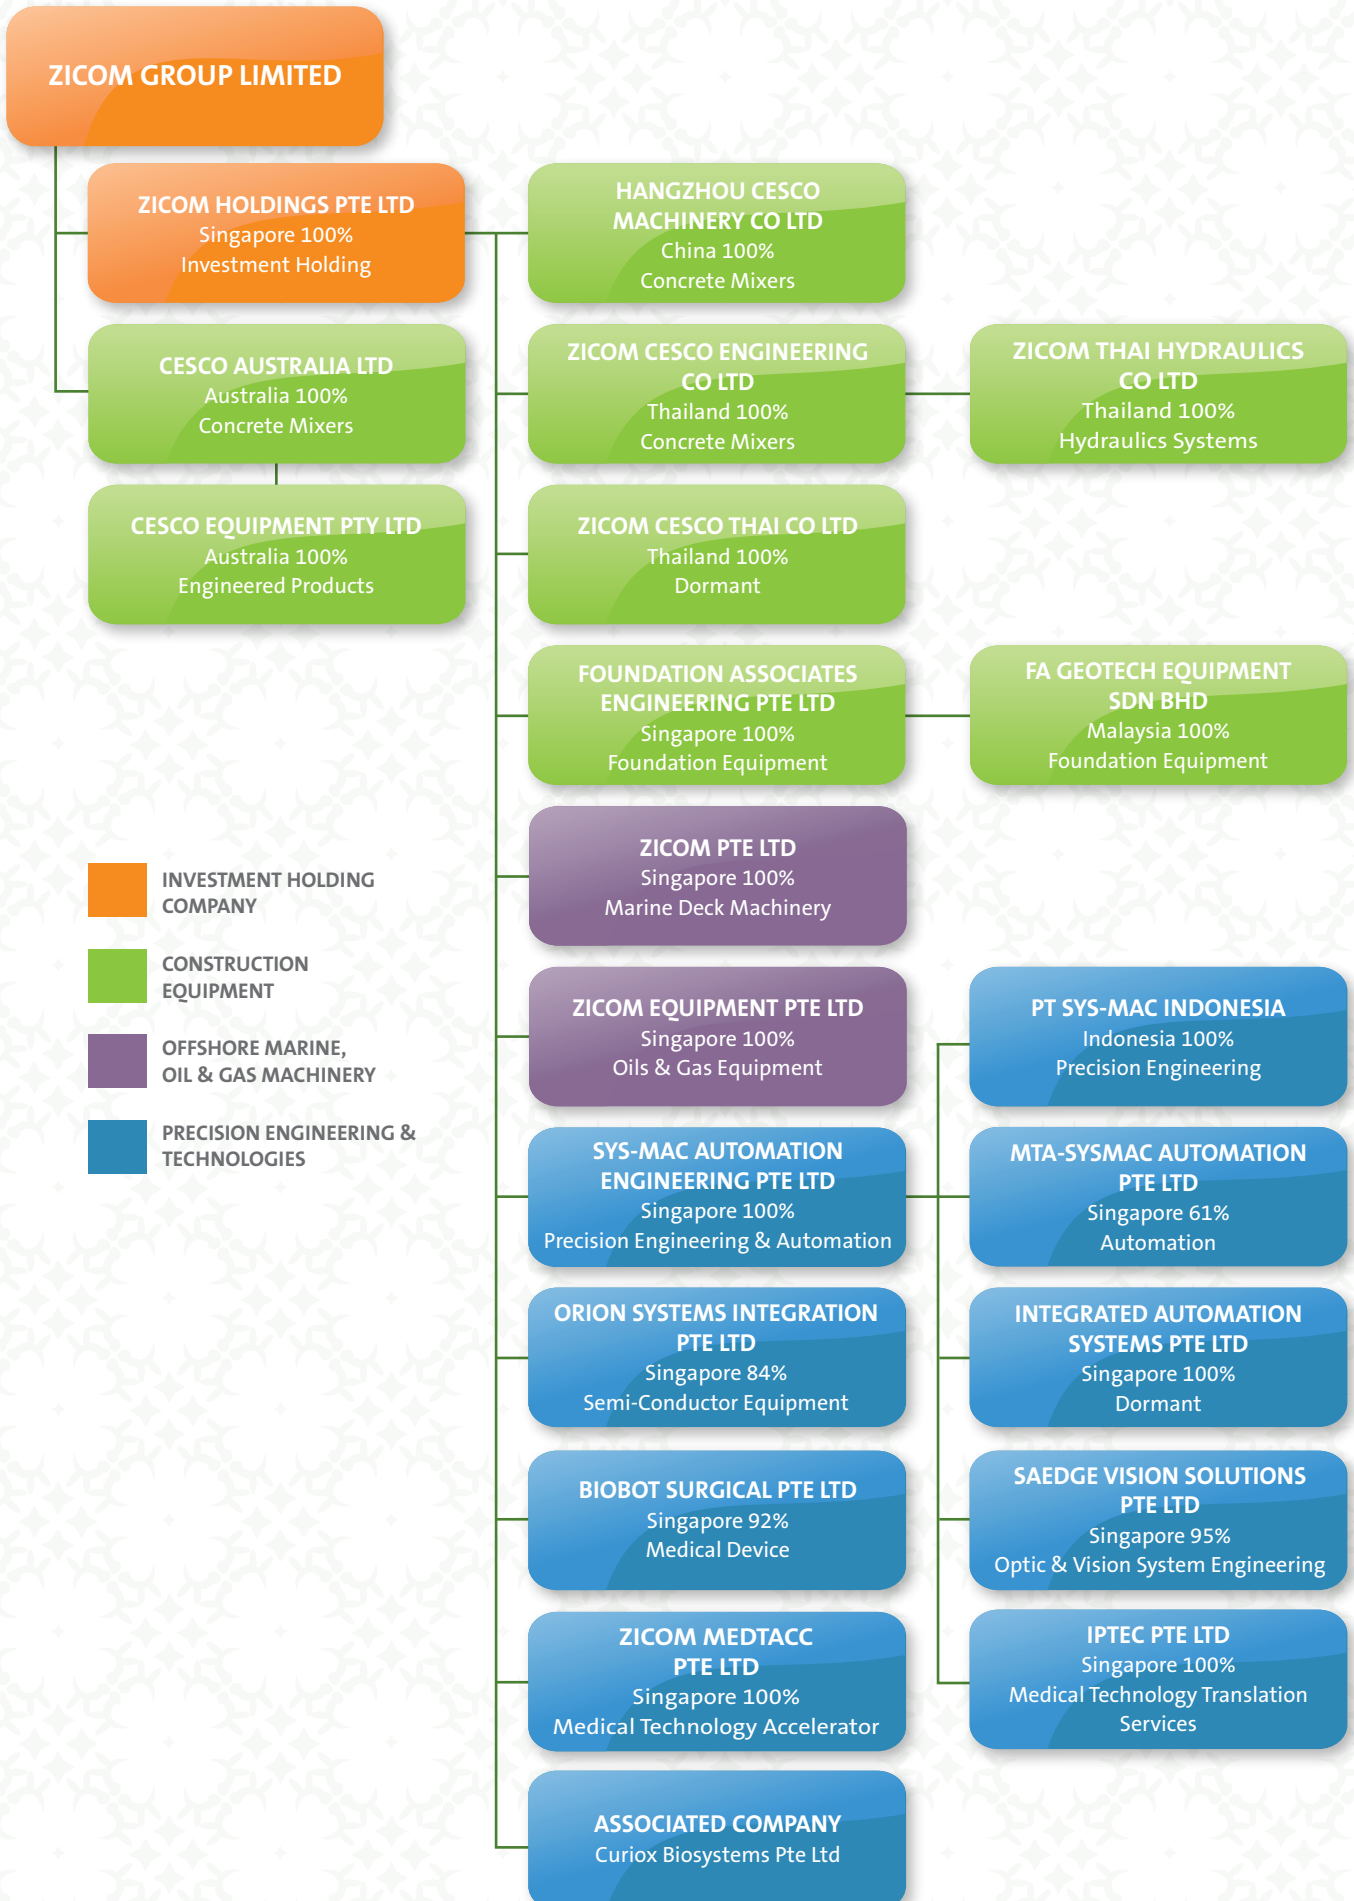 ZICOM GROUP LIMITED
ZICOM HOLDINGS PTE LTD
Singapore 100%
Investment Holding
CESCO AUSTRALIA LTD
Australia 100%
Concrete Mixers
CESCO EQUIPMENT PTY LTD
Australia 100%
Engineered Products
HANGZHOU CESCO
MACHINERY CO LTD
China 100%
Concrete Mixers
ZICOM CESCO ENGINEERING
CO LTD
Thailand 100%
Concrete Mixers
ZICOM THAI HYDRAULICS
CO LTD
Thailand 100%
Hydraulics Systems
ZICOM CESCO THAI CO LTD
Thailand 100%
Dormant
FOUNDATION ASSOCIATES
ENGINEERING PTE LTD
Singapore 100%
Foundation Equipment
FA GEOTECH EQUIPMENT
SDN BHD
Malaysia 100%
Foundation Equipment
ZICOM PTE LTD
Singapore 100%
Marine Deck Machinery
ZICOM EQUIPMENT PTE LTD
Singapore 100%
Oils & Gas Equipment
SYS-MAC AUTOMATION
ENGINEERING PTE LTD
Singapore 100%
Precision Engineering & Automation
PT SYS-MAC INDONESIA
Indonesia 100%
Precision Engineering
MTA-SYSMAC AUTOMATION
PTE LTD
Singapore 61%
Automation
INTEGRATED AUTOMATION
SYSTEMS PTE LTD
Singapore 100%
Dormant
SAEDGE VISION SOLUTIONS
PTE LTD
Singapore 95%
Optic & Vision System Engineering
IPTEC PTE LTD
Singapore 100%
Medical Technology Translation
Services
ORION SYSTEMS INTEGRATION
PTE LTD
Singapore 84%
Semi-Conductor Equipment
BIOBOT SURGICAL PTE LTD
Singapore 92%
Medical Device
ZICOM MEDTACC
PTE LTD
Singapore 100%
Medical Technology Accelerator
ASSOCIATED COMPANY
Curiox Biosystems Pte Ltd
INVESTMENT HOLDING
COMPANY
CONSTRUCTION
EQUIPMENT
OFFSHORE MARINE,
OIL & GAS MACHINERY
PRECISION ENGINEERING &
TECHNOLOGIES